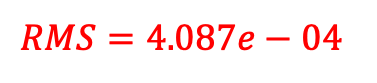 RMS = 4.087e − 04